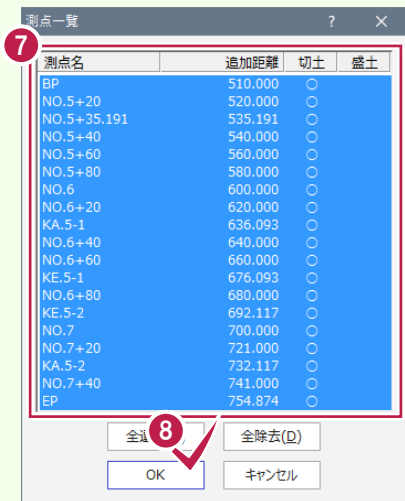 測点一覧 ? ×
7
測点名 追加距離 切土 盛土
BP 510.000 ○
NO.5+20 520.000 ○
NO.5+35.191 535.191 ○
NO.5+40 540.000 ○
NO.5+60 560.000 ○
NO.5+80 580.000 ○
NO.6 600.000 ○
NO.6+20 620.000 ○
KA.5-1 636.093 ○
NO.6+40 640.000 ○
NO.6+60 660.000 ○
KE.5-1 676.093 ○
NO.6+80 680.000 ○
KE.5-2 692.117 ○
NO.7 700.000 ○
NO.7+20 721.000 ○
KA.5-2 732.117 ○
NO.7+40 741.000 ○
EP 754.874 ○
8
全 全除去(D)
OK キャンセル